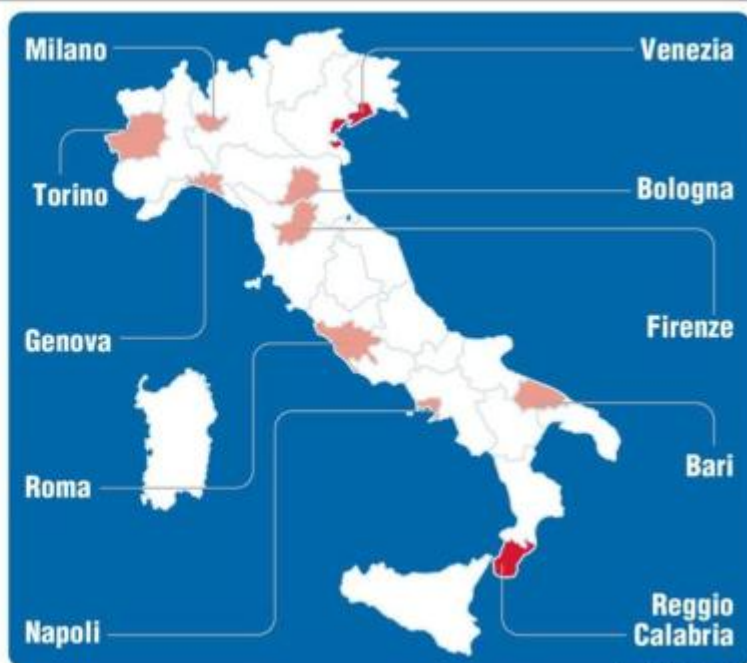 Milano
Venezia
Torino
Bologna
Genova
Firenze
Roma
Bari
Napoli
Reggio
Calabria